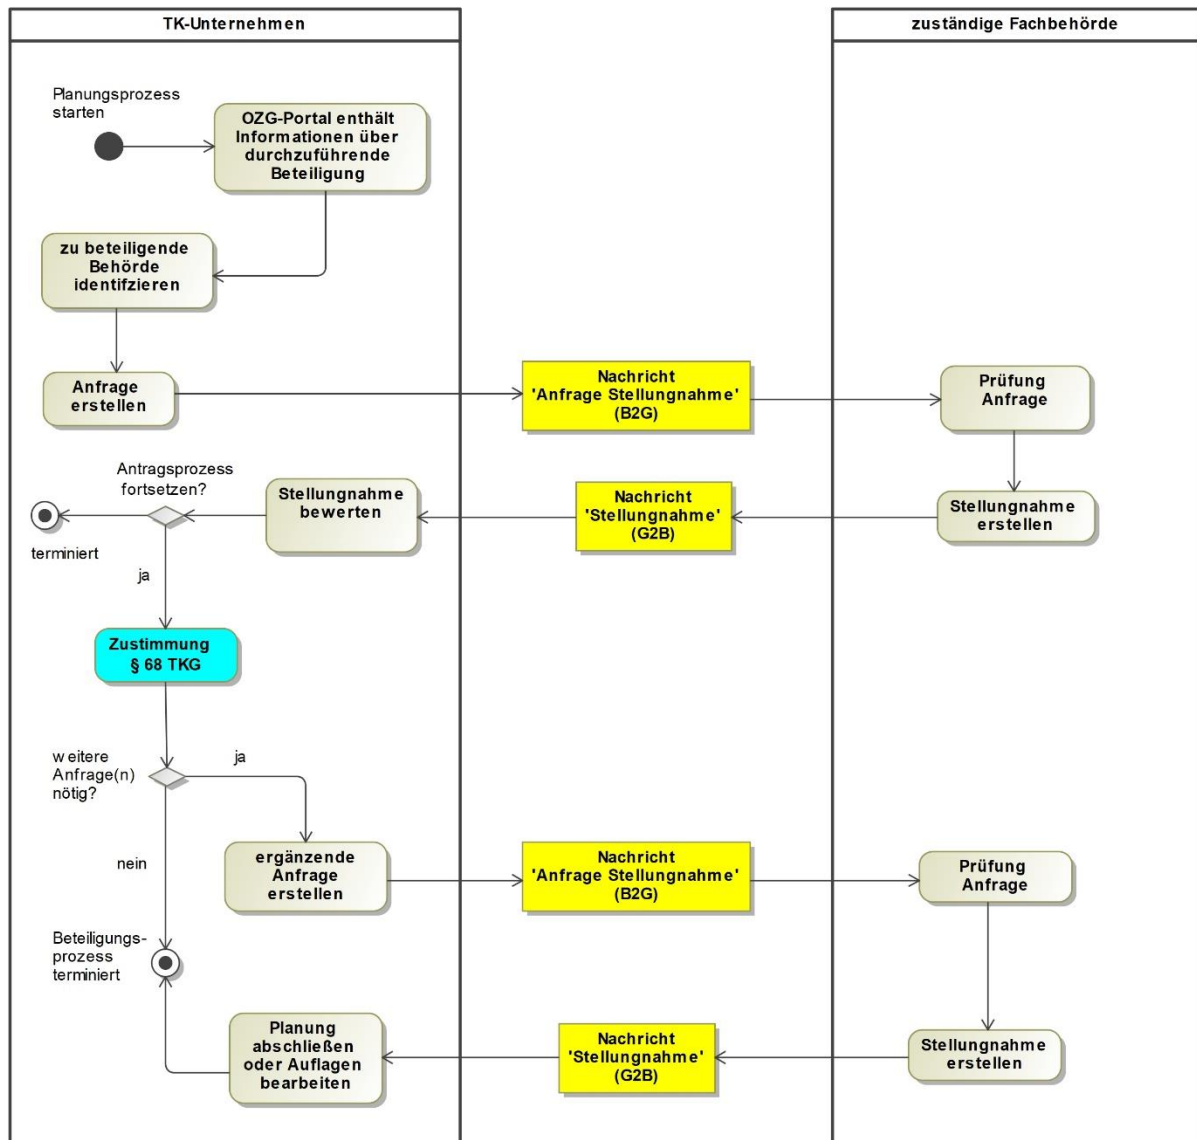 TK-Unternehmen
zuständige Fachbehörde
Planungsprozess
starten
OZG-Portal enthält
Informationen über
durchzuführende
Beteiligung
zu beteiligende
Behörde
identifzieren
Anfrage
erstellen
Nachricht
'Anfrage Stellungnahme'
(B2G)
Prüfung
Anfrage
Antragsprozess
fortsetzen?
Stellungnahme
bewerten
Nachricht
'Stellungnahme'
(G2B)
Stellungnahme
erstellen
terminiert
ja
Zustimmung
§ 68 TKG
weitere
Anfrage(n)
nötig?
ja
nein
ergänzende
Anfrage
erstellen
Nachricht
'Anfrage Stellungnahme'
(B2G)
Prüfung
Anfrage
Beteiligungs-
prozess
terminiert
Planung
abschließen
oder Auflagen
bearbeiten
Nachricht
'Stellungnahme'
(G2B)
Stellungnahme
erstellen